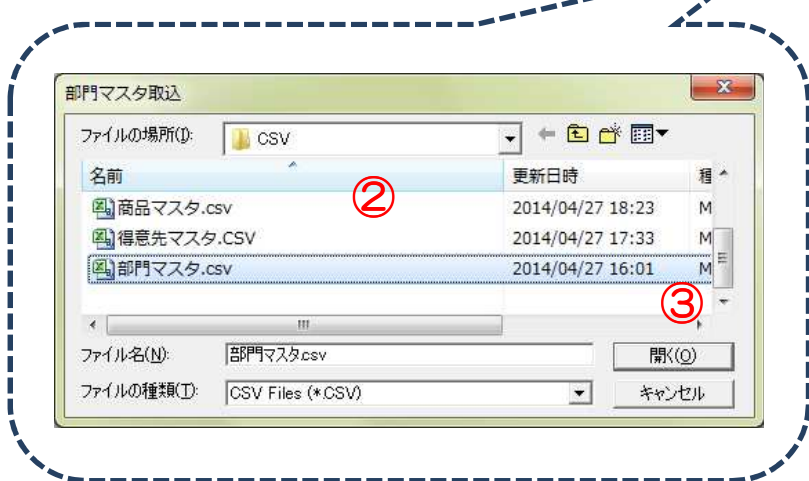 部門マスタ取込
ファイルの場所(I):
CSV
名前
更新日時
種
②
商品マスタ.csv
2014/04/27 18:23
M
得意先マスタ.CSV
2014/04/27 17:33
M
部門マスタ.csv
2014/04/27 16:01
M
③
ファイル名(N):
部門マスタ.csv
開く(O)
ファイルの種類(T):
CSV Files (*.CSV)
キャンセル